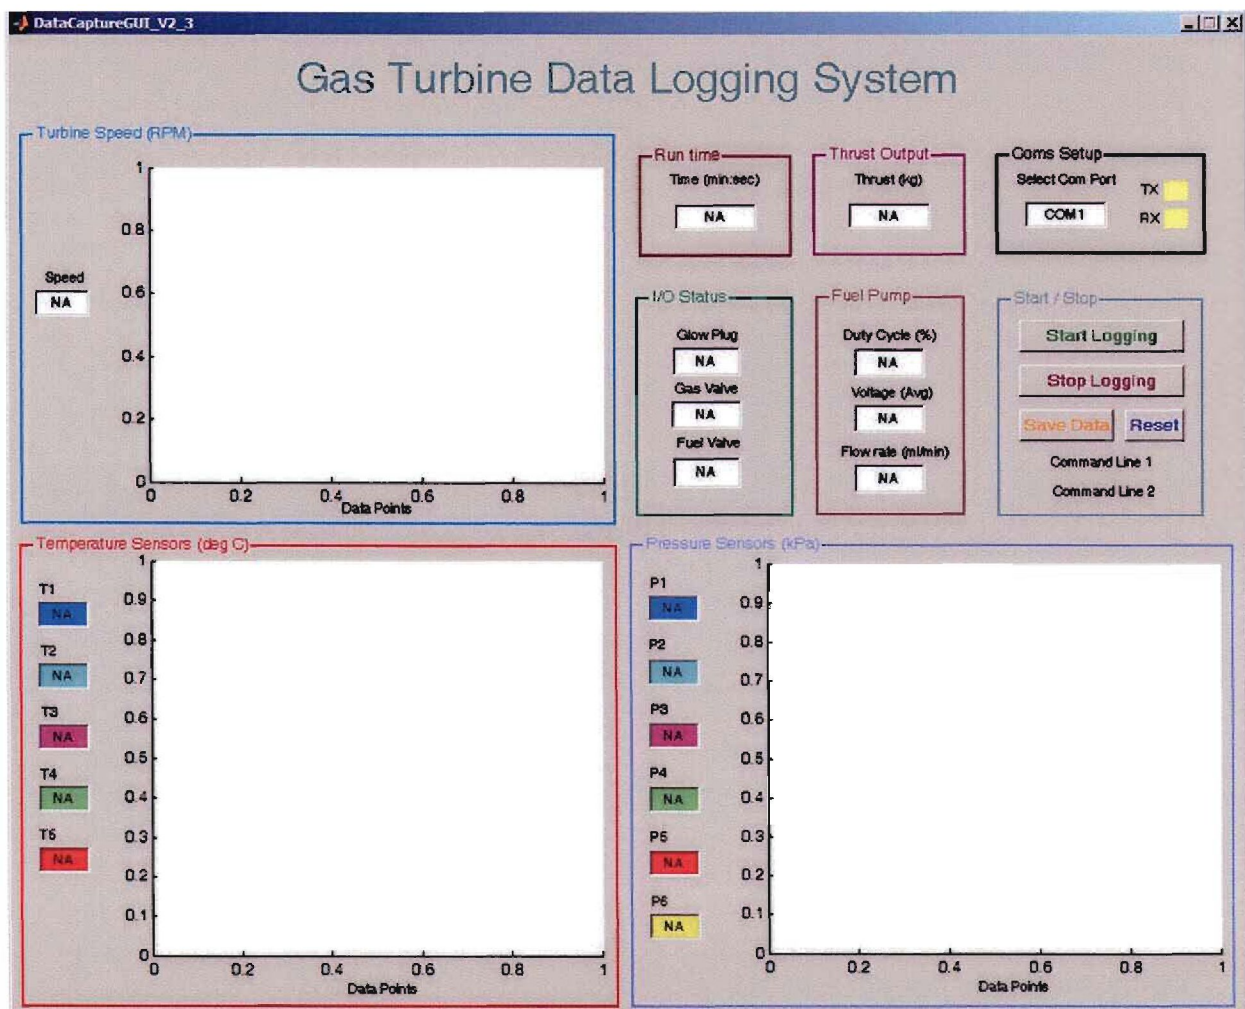 DataCaptureGUI_V2_3
Gas Turbine Data Logging System
Turbine Speed (RPM)
Speed
NA
1
0.8
0.6
0.4
0.2
0
0 0.2 0.4 0.6 0.8 1
Data Points
Run time
Time (min:sec)
NA
Thrust Output
Thrust (kg)
NA
Coms Setup
Select Com Port
COM1
TX
RX
I/O Status
Glow Plug
NA
Gas Valve
NA
Fuel Valve
NA
Fuel Pump
Duty Cycle (%)
NA
Voltage (Avg)
NA
Flow rate (ml/min)
NA
Start / Stop
Start Logging
Stop Logging
Save Data Reset
Command Line 1
Command Line 2
Temperature Sensors (deg C)
T1
NA
T2
NA
T3
NA
T4
NA
T5
NA
1
0.9
0.8
0.7
0.6
0.5
0.4
0.3
0.2
0.1
0
0 0.2 0.4 0.6 0.8 1
Data Points
Pressure Sensors (kPa)
P1
NA
P2
NA
P3
NA
P4
NA
P5
NA
P6
NA
1
0.9
0.8
0.7
0.6
0.5
0.4
0.3
0.2
0.1
0
0 0.2 0.4 0.6 0.8 1
Data Points